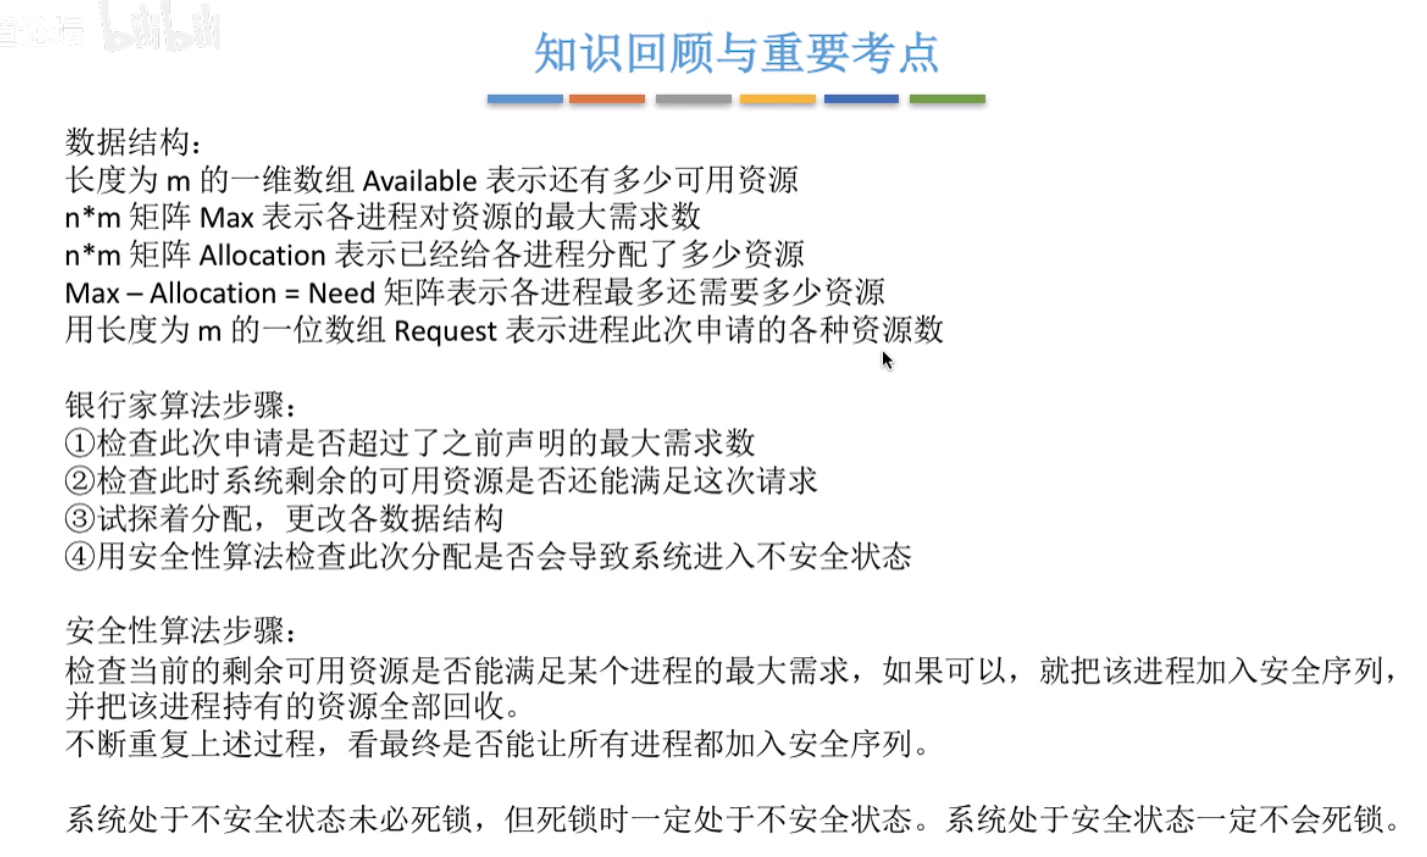 bilibili
知识回顾与重要考点
数据结构：
长度为 m 的一维数组 Available 表示还有多少可用资源
n*m 矩阵 Max 表示各进程对资源的最大需求数
n*m 矩阵 Allocation 表示已经给各进程分配了多少资源
Max – Allocation = Need 矩阵表示各进程最多还需要多少资源
用长度为 m 的一位数组 Request 表示进程此次申请的各种资源数
银行家算法步骤：
①检查此次申请是否超过了之前声明的最大需求数
②检查此时系统剩余的可用资源是否还能满足这次请求
③试探着分配，更改各数据结构
④用安全性算法检查此次分配是否会导致系统进入不安全状态
安全性算法步骤：
检查当前的剩余可用资源是否能满足某个进程的最大需求，如果可以，就把该进程加入安全序列，
并把该进程持有的资源全部回收。
不断重复上述过程，看最终是否能让所有进程都加入安全序列。
系统处于不安全状态未必死锁，但死锁时一定处于不安全状态。系统处于安全状态一定不会死锁。